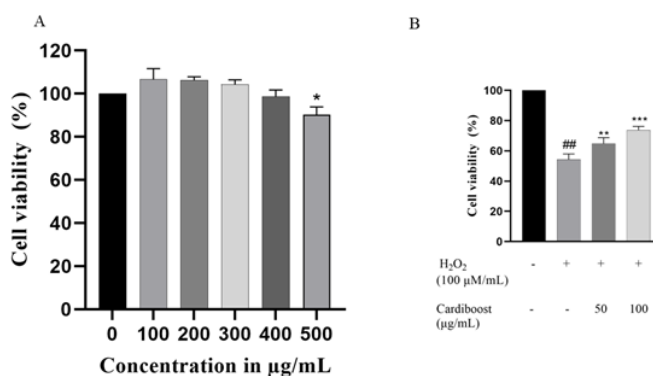 A
B
Cell viability (%)
120
100
80
60
40
20
0
*
0 100 200 300 400 500
Concentration in µg/mL
Cell viability (%)
100
80
60
40
20
0
##
**
***
H₂O₂ - + + +
(100 µM/mL)
Cardiboost - - 50 100
(µg/mL)